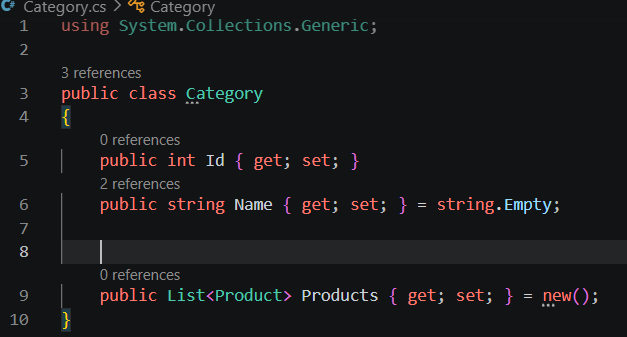 Category.cs > Category
1 using System.Collections.Generic;
2
3 references
3 public class Category
4 {
0 references
5 public int Id { get; set; }
2 references
6 public string Name { get; set; } = string.Empty;
7
8
0 references
9 public List<Product> Products { get; set; } = new();
10 }